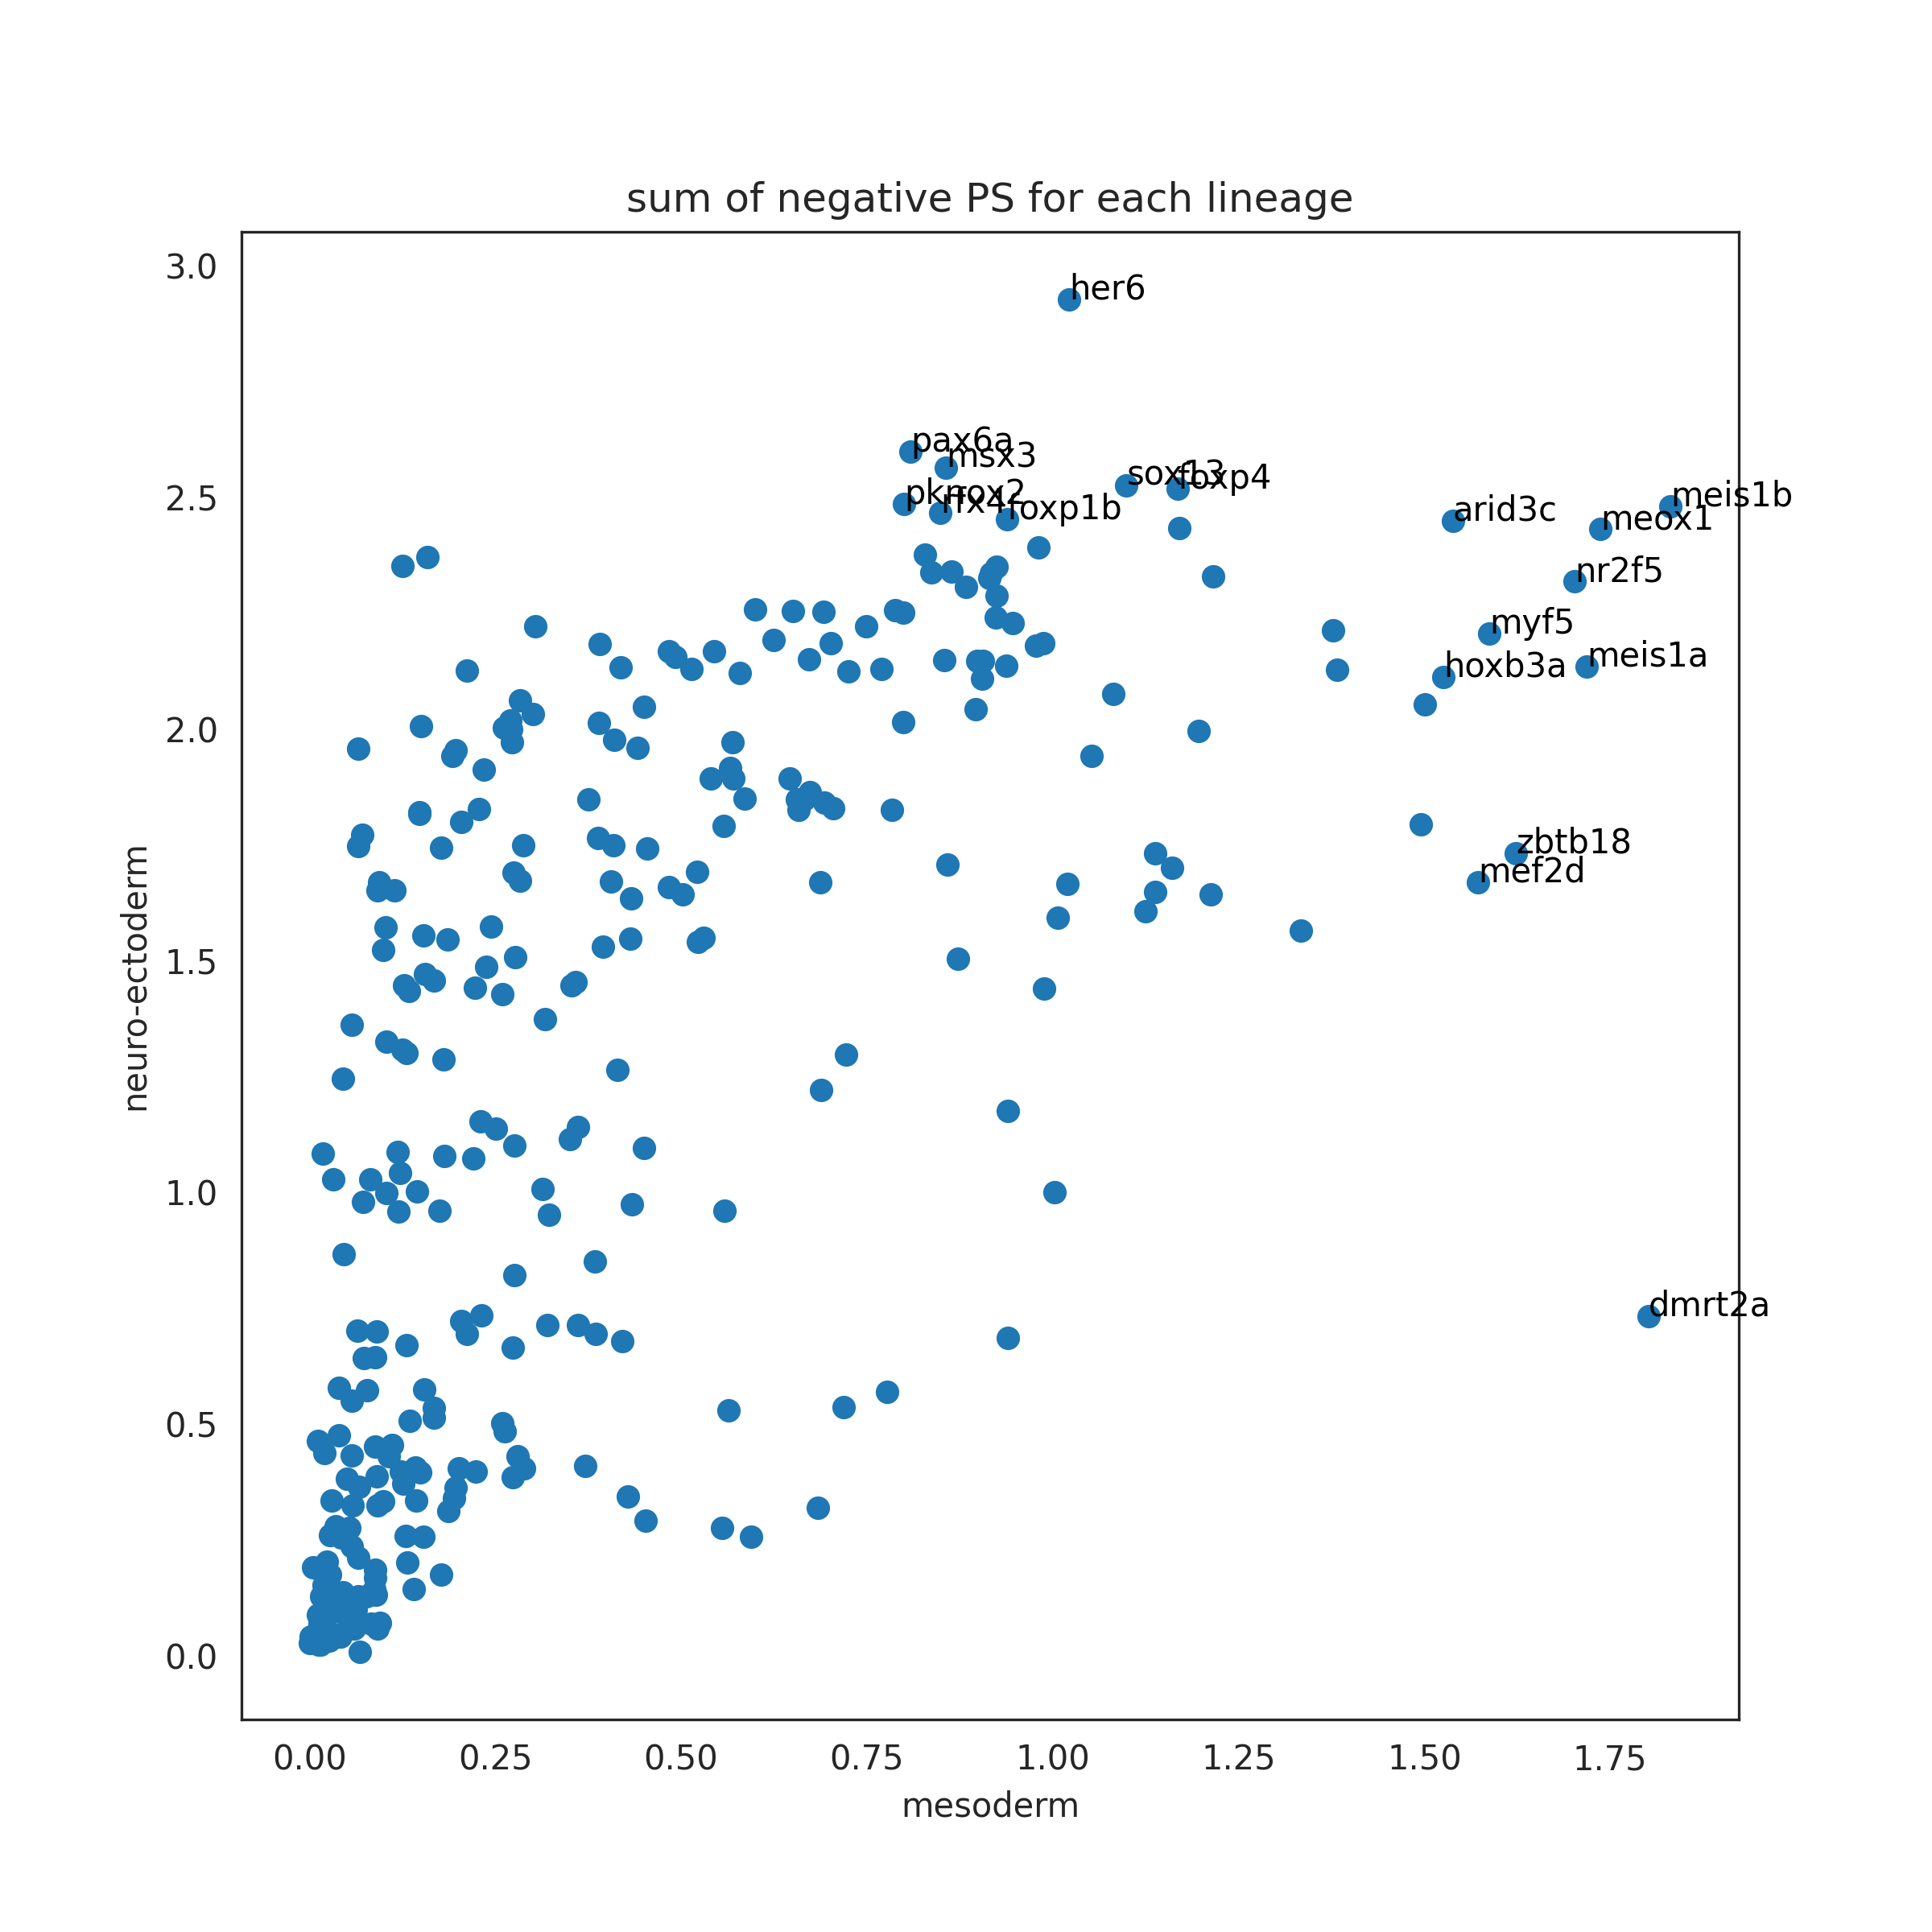 sum of negative PS for each lineage
3.0
her6
pax6a
msx3
sox13
foxp4
2.5
pknox2
rfx4
foxp1b
meis1b
arid3c
meox1
nr2f5
myf5
meis1a
hoxb3a
2.0
zbtb18
mef2d
neuro-ectoderm
1.5
1.0
dmrt2a
0.5
0.0
0.00 0.25 0.50 0.75 1.00 1.25 1.50 1.75
mesoderm